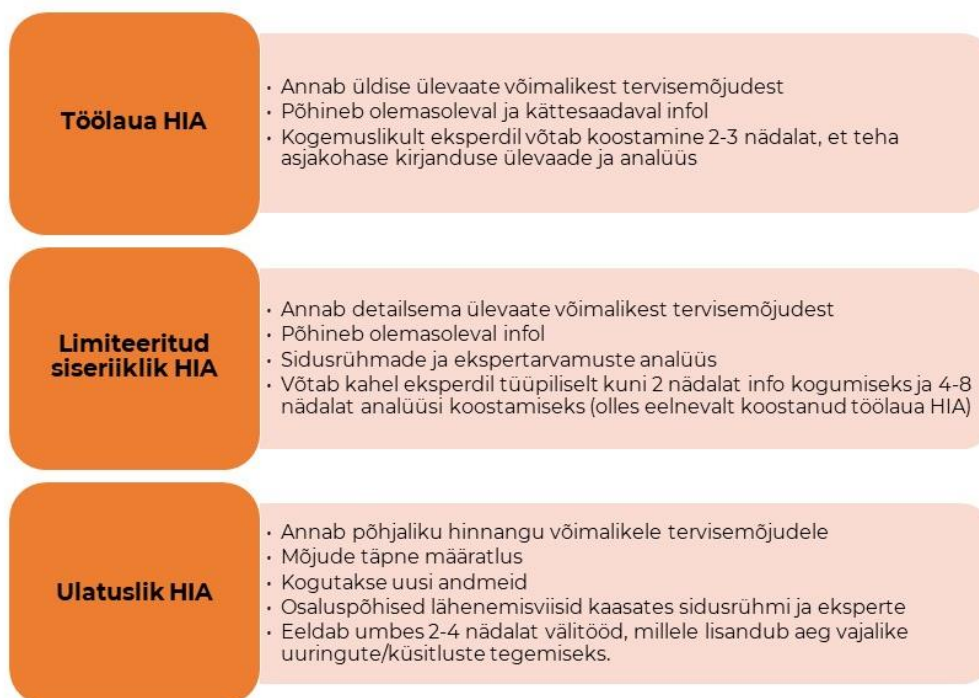 Töölaua HIA
• Annab üldise ülevaate võimalikest tervisemõjudest
• Põhineb olemasoleval ja kättesaadaval infol
• Kogemuslikult eksperdil võtab koostamine 2-3 nädalat, et teha
asjakohase kirjanduse ülevaade ja analüüs
Limiteeritud
siseriiklik HIA
• Annab detailsema ülevaate võimalikest tervisemõjudest
• Põhineb olemasoleval infol
• Sidusrühmade ja ekspertarvamuste analüüs
• Võtab kahel eksperdil tüüpiliselt kuni 2 nädalat info kogumiseks ja 4-8
nädalat analüüsi koostamiseks (olles eelnevalt koostanud töölaua HIA)
Ulatuslik HIA
• Annab põhjaliku hinnangu võimalikele tervisemõjudele
• Mõjude täpne määratlus
• Kogutakse uusi andmeid
• Osaluspõhised lähenemisviisid kaasates sidusrühmi ja eksperte
• Eeldab umbes 2-4 nädalat välitööd, millele lisandub aeg vajalike
uuringute/küsitluste tegemiseks.